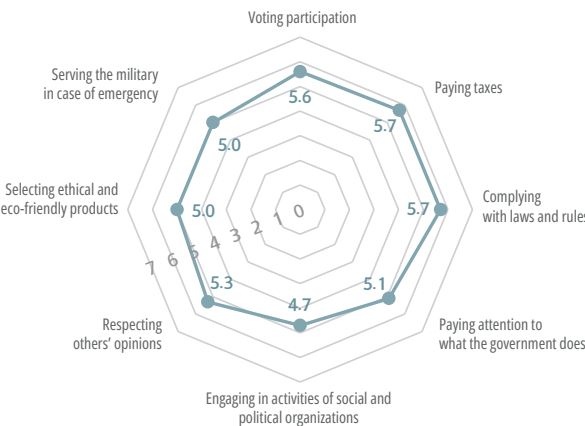 Voting participation
Serving the military
in case of emergency
Paying taxes
5.6
5.7
5.0
Selecting ethical and
eco-friendly products
5.0
5.7
Complying
with laws and rules
7 6 5 4 3 2 1 0
5.3
4.7
5.1
Respecting
others’ opinions
Paying attention to
what the government does
Engaging in activities of social and
political organizations